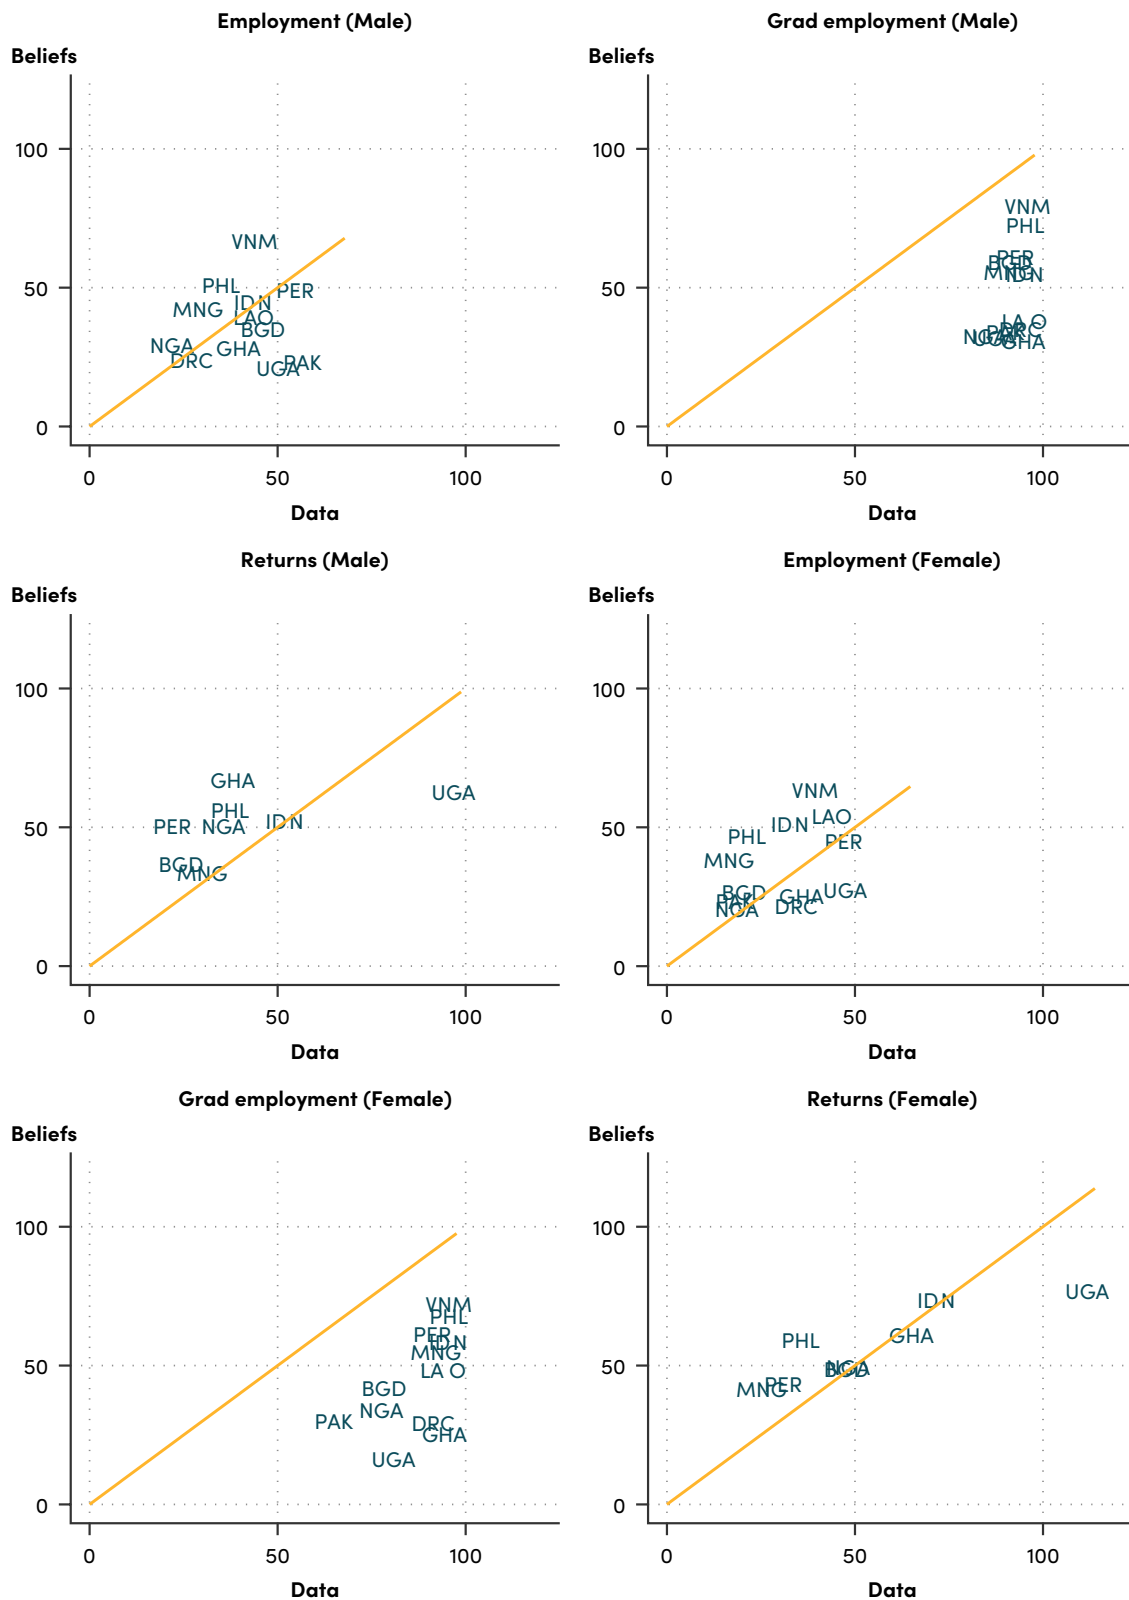 Employment (Male)
Beliefs
100
50
0
VNM
PHL
PER
IDN
MNG
LAO
BGD
NGA
GHA
DRC
PAK
UGA
0 50 100
Data
Grad employment (Male)
Beliefs
100
50
0
VNM
PHL
PER
BGD
MNG
IDN
LAO
DRC
PAK
NGA
UGA
GHA
0 50 100
Data
Returns (Male)
Beliefs
100
50
0
GHA
UGA
PHL
PER
NGA
IDN
BGD
MNG
0 50 100
Data
Employment (Female)
Beliefs
100
50
0
VNM
LAO
IDN
PHL
PER
MNG
BGD
UGA
GHA
PAK
NGA
DRC
0 50 100
Data
Grad employment (Female)
Beliefs
100
50
0
VNM
PHL
PER
IDN
MNG
LAO
BGD
NGA
PAK
DRC
GHA
UGA
0 50 100
Data
Returns (Female)
Beliefs
100
50
0
UGA
IDN
GHA
PHL
NGA
BGD
PER
MNG
0 50 100
Data